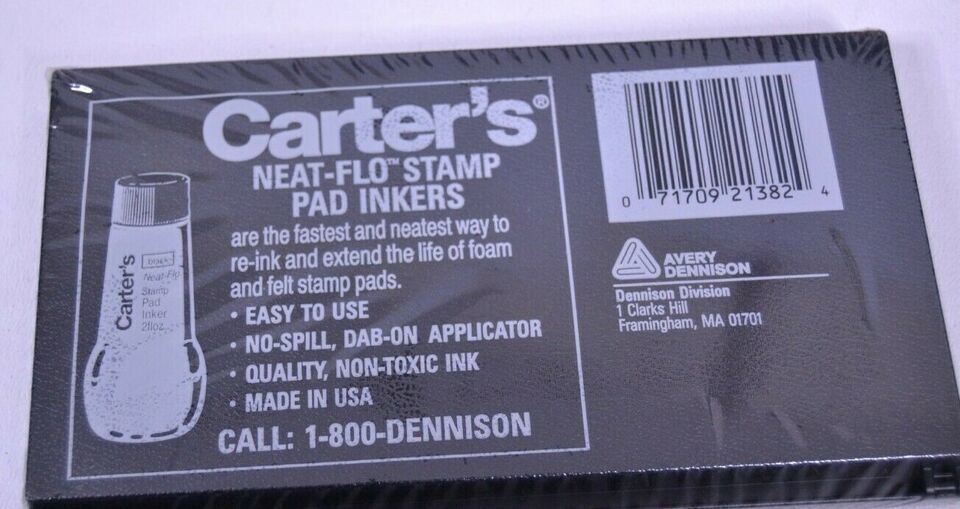 Carter's®
NEAT-FLO™ STAMP
PAD INKERS
are the fastest and neatest way to
re-ink and extend the life of foam
and felt stamp pads.
• EASY TO USE
• NO-SPILL, DAB-ON APPLICATOR
• QUALITY, NON-TOXIC INK
• MADE IN USA
CALL: 1-800-DENNISON
Carter's
black
Neat-Flo
Stamp
Pad
Inker
2floz
0 71709 21382 4
AVERY
DENNISON
Dennison Division
1 Clarks Hill
Framingham, MA 01701